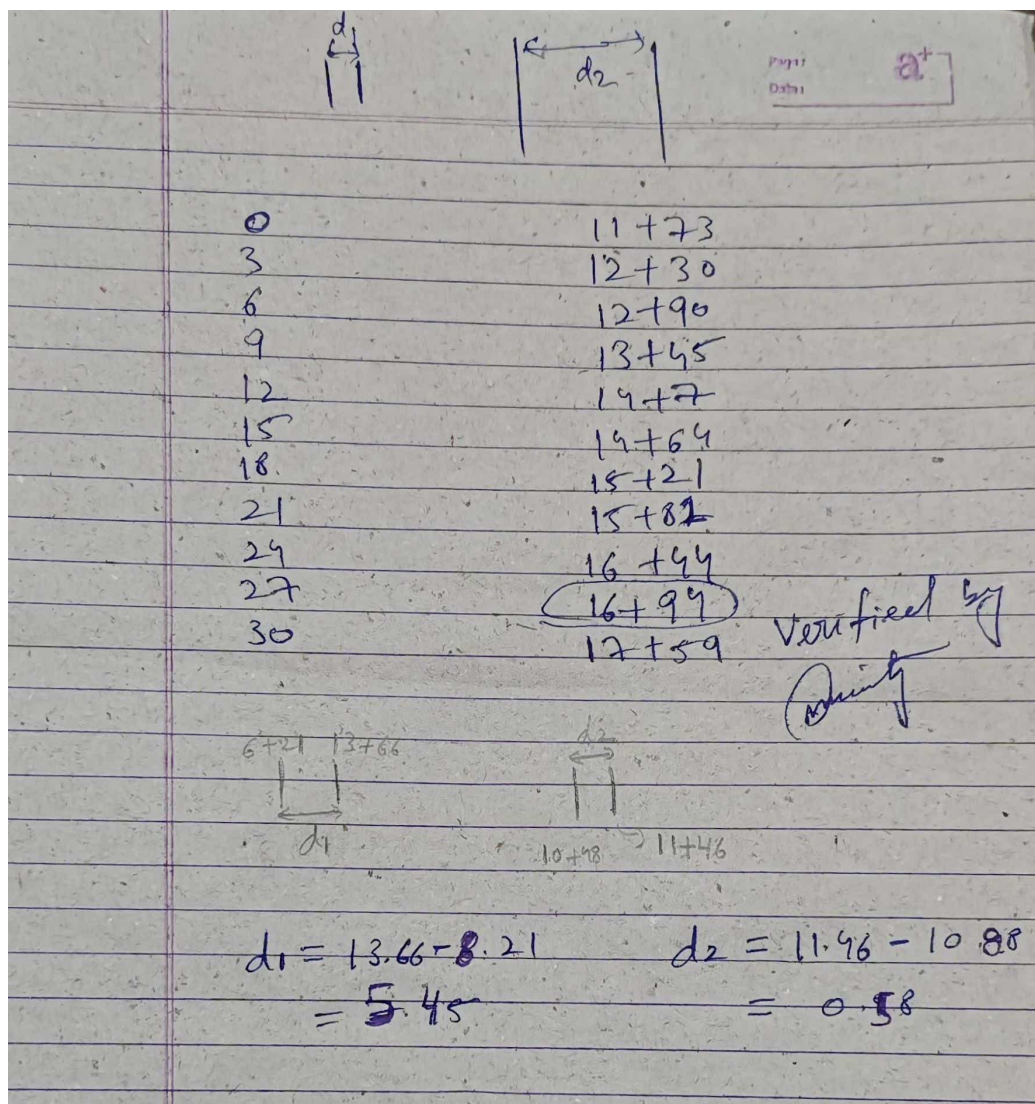 d1
d2
Page:
Date:
a+
0 11+73
3 12+30
6 12+90
9 13+45
12 14+7
15 14+64
18. 15+21
21 15+82
24 16+44
27 16+94
30 17+59
Verified by
6+21 13+66 d2
d1 10+98 11+46
d1 = 13.66-8.21 d2 = 11.46 - 10.88
= 5.45 = 0.58